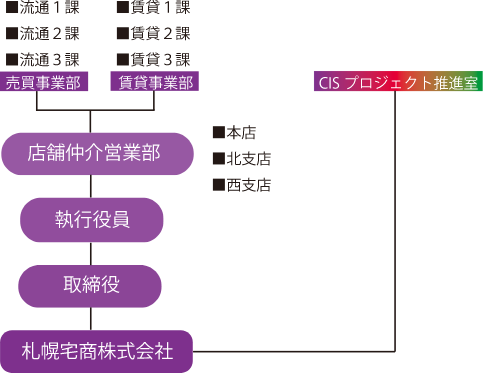 ■流通1課
■流通2課
■流通3課
売買事業部
■賃貸1課
■賃貸2課
■賃貸3課
賃貸事業部
CIS プロジェクト推進室
店舗仲介営業部
■本店
■北支店
■西支店
執行役員
取締役
札幌宅商株式会社